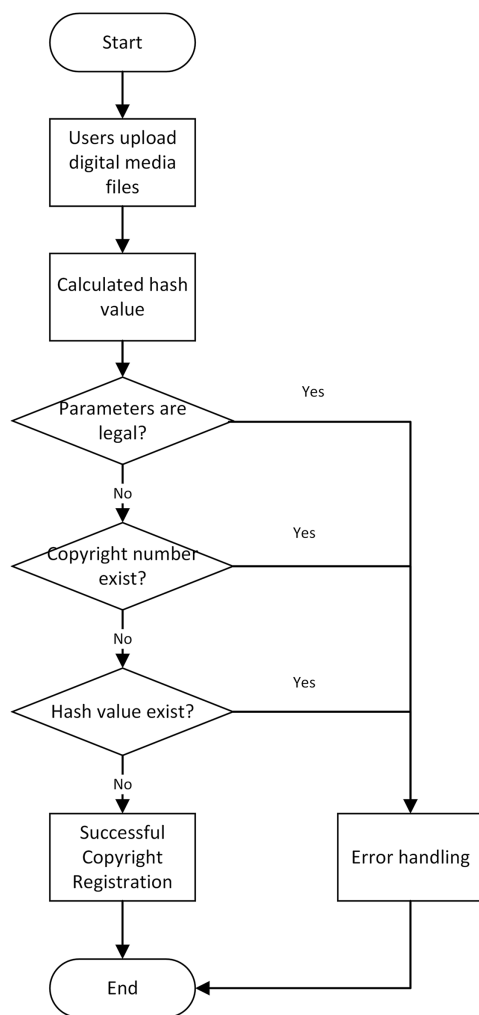 Start
Users upload
digital media
files
Calculated hash
value
Parameters are
legal?
Yes
No
Copyright number
exist?
Yes
No
Hash value exist?
Yes
No
Successful
Copyright
Registration
Error handling
End